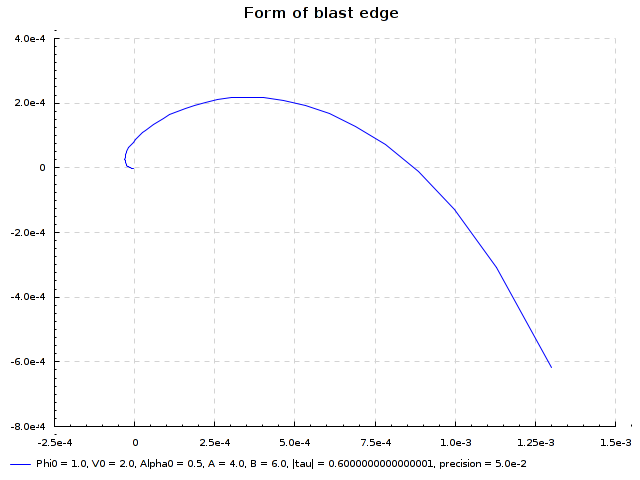 Form of blast edge
4.0e-4
2.0e-4
0
-2.0e-4
-4.0e-4
-6.0e-4
-8.0e-4
-2.5e-4 0 2.5e-4 5.0e-4 7.5e-4 1.0e-3 1.25e-3 1.5e-3
Phi0 = 1.0, V0 = 2.0, Alpha0 = 0.5, A = 4.0, B = 6.0, |tau| = 0.6000000000000001, precision = 5.0e-2